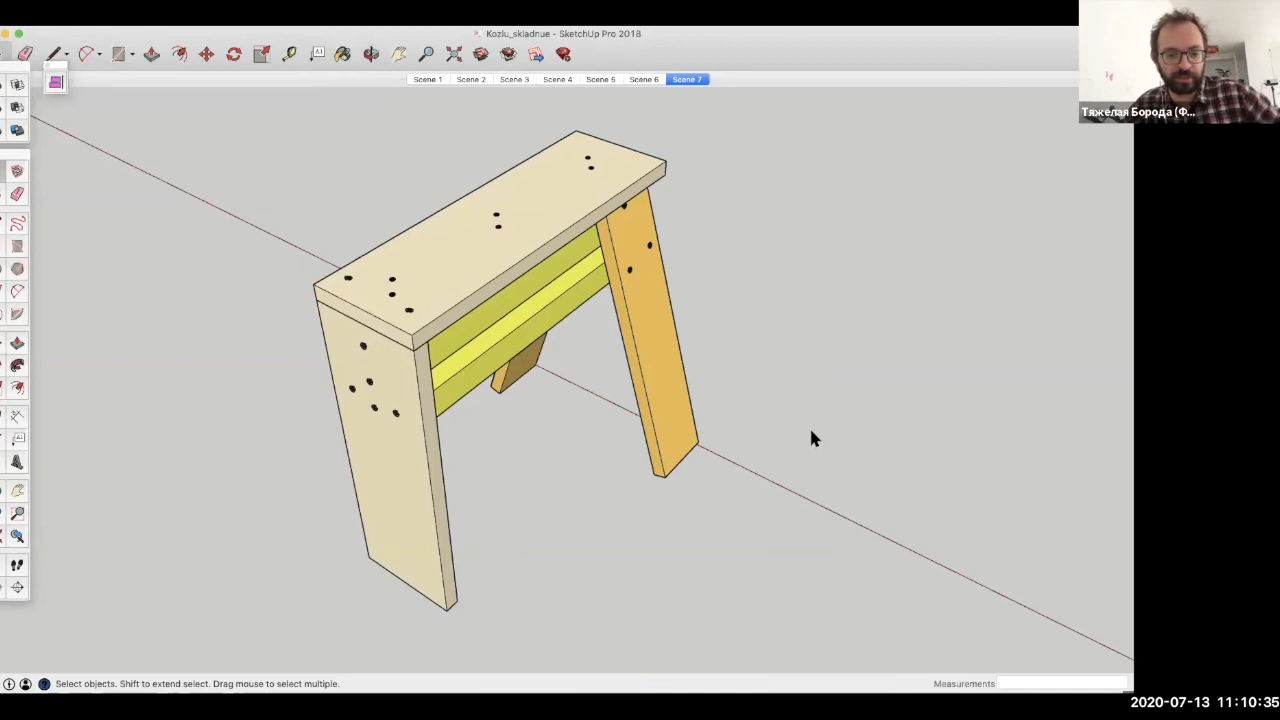 Kozlu_skladnue - SketchUp Pro 2018
Scene 1 Scene 2 Scene 3 Scene 4 Scene 5 Scene 6 Scene 7
Тяжелая Борода (Ф...
Select objects. Shift to extend select. Drag mouse to select multiple.
Measurements
2020-07-13 11:10:35